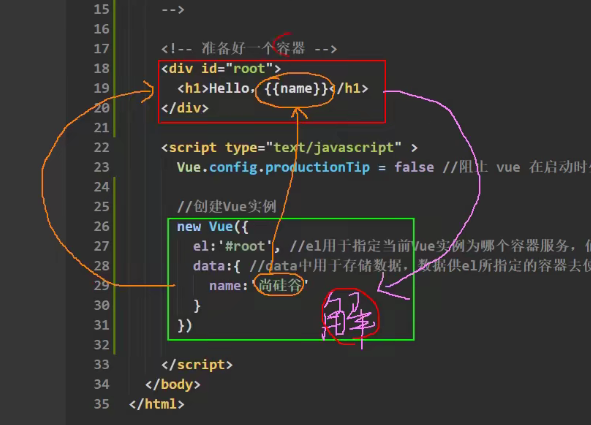 15 -->
16
17 <!-- 准备好一个容器 -->
18 <div id="root">
19 <h1>Hello，{{name}}</h1>
20 </div>
21
22 <script type="text/javascript" >
23 Vue.config.productionTip = false //阻止 vue 在启动时
24
25 //创建Vue实例
26 new Vue({
27 el:'#root', //el用于指定当前Vue实例为哪个容器服务，
28 data:{ //data中用于存储数据，数据供el所指定的容器去使
29 name:'尚硅谷'
30 }
31 })
32
33 </script>
34 </body>
35 </html>
解